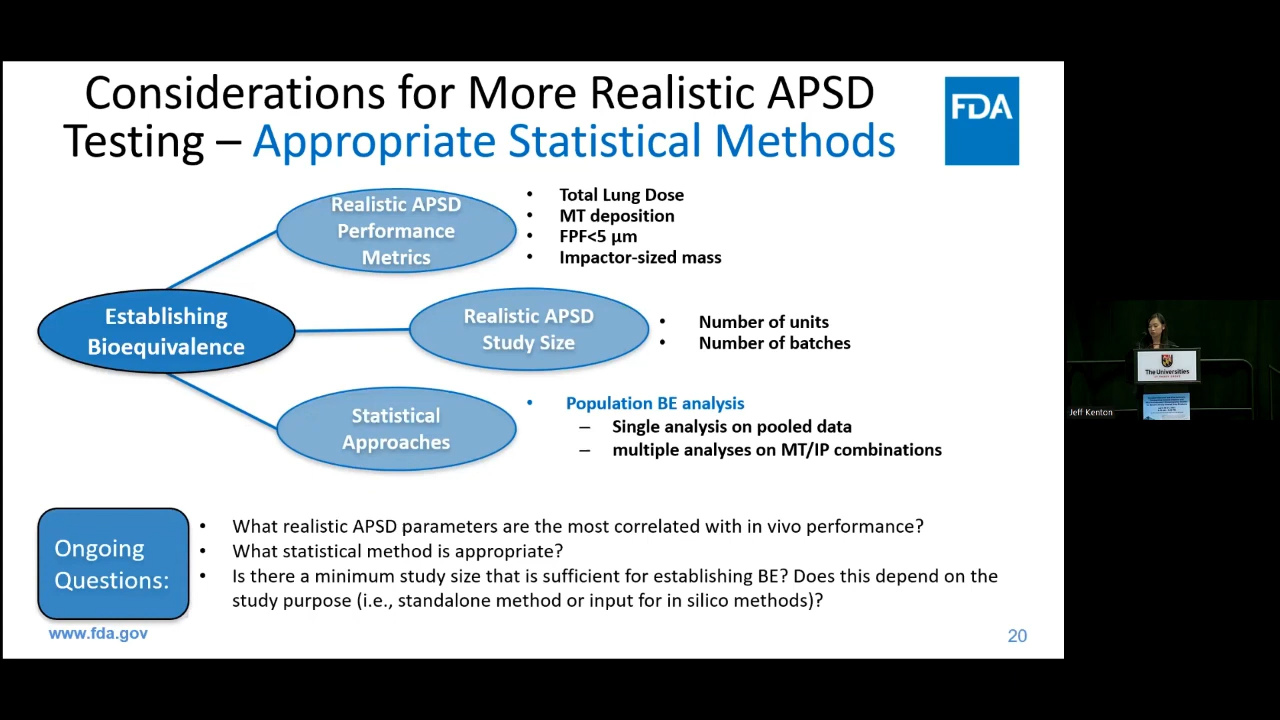 Considerations for More Realistic APSD
Testing – Appropriate Statistical Methods
FDA
Realistic APSD
Performance
Metrics
• Total Lung Dose
• MT deposition
• FPF<5 µm
• Impactor-sized mass
Establishing
Bioequivalence
Realistic APSD
Study Size
• Number of units
• Number of batches
Statistical
Approaches
• Population BE analysis
– Single analysis on pooled data
– multiple analyses on MT/IP combinations
Ongoing
Questions:
• What realistic APSD parameters are the most correlated with in vivo performance?
• What statistical method is appropriate?
• Is there a minimum study size that is sufficient for establishing BE? Does this depend on the
study purpose (i.e., standalone method or input for in silico methods)?
www.fda.gov
20
The Universities
Jeff Kenton